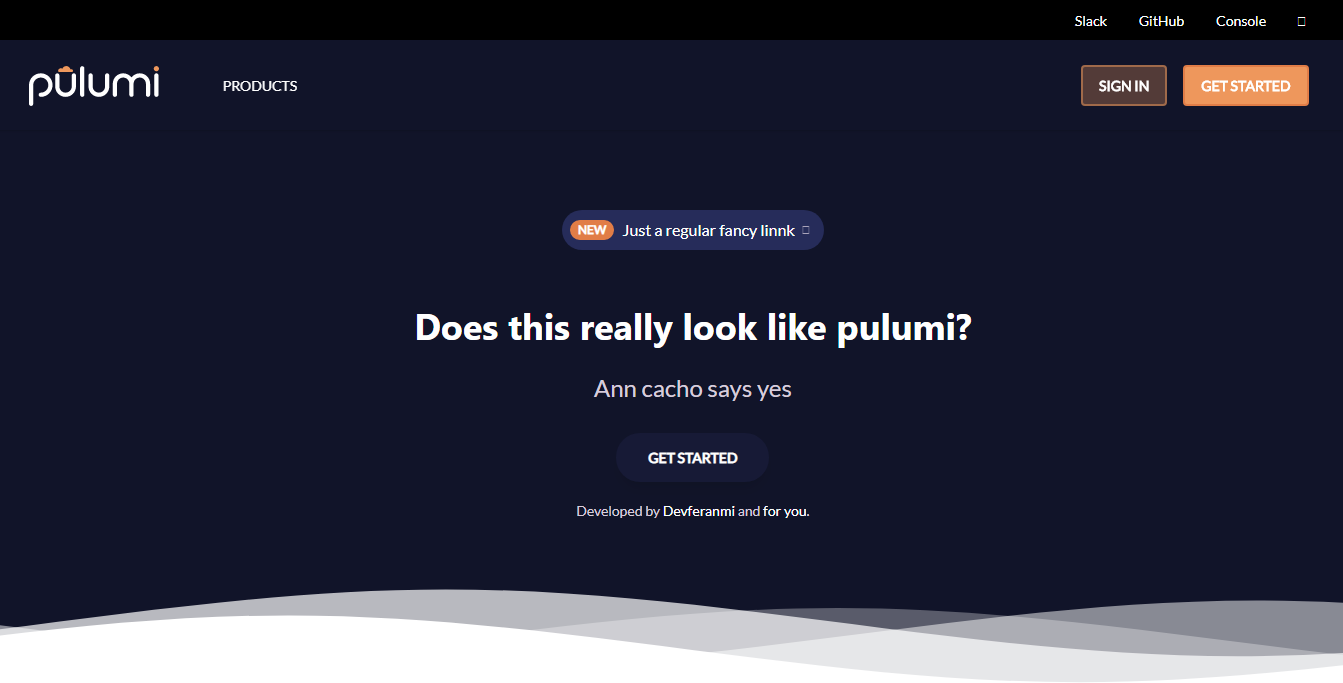 Slack GitHub Console
pulumi PRODUCTS SIGN IN GET STARTED
NEW Just a regular fancy linnk
Does this really look like pulumi?
Ann cacho says yes
GET STARTED
Developed by Devferanmi and for you.